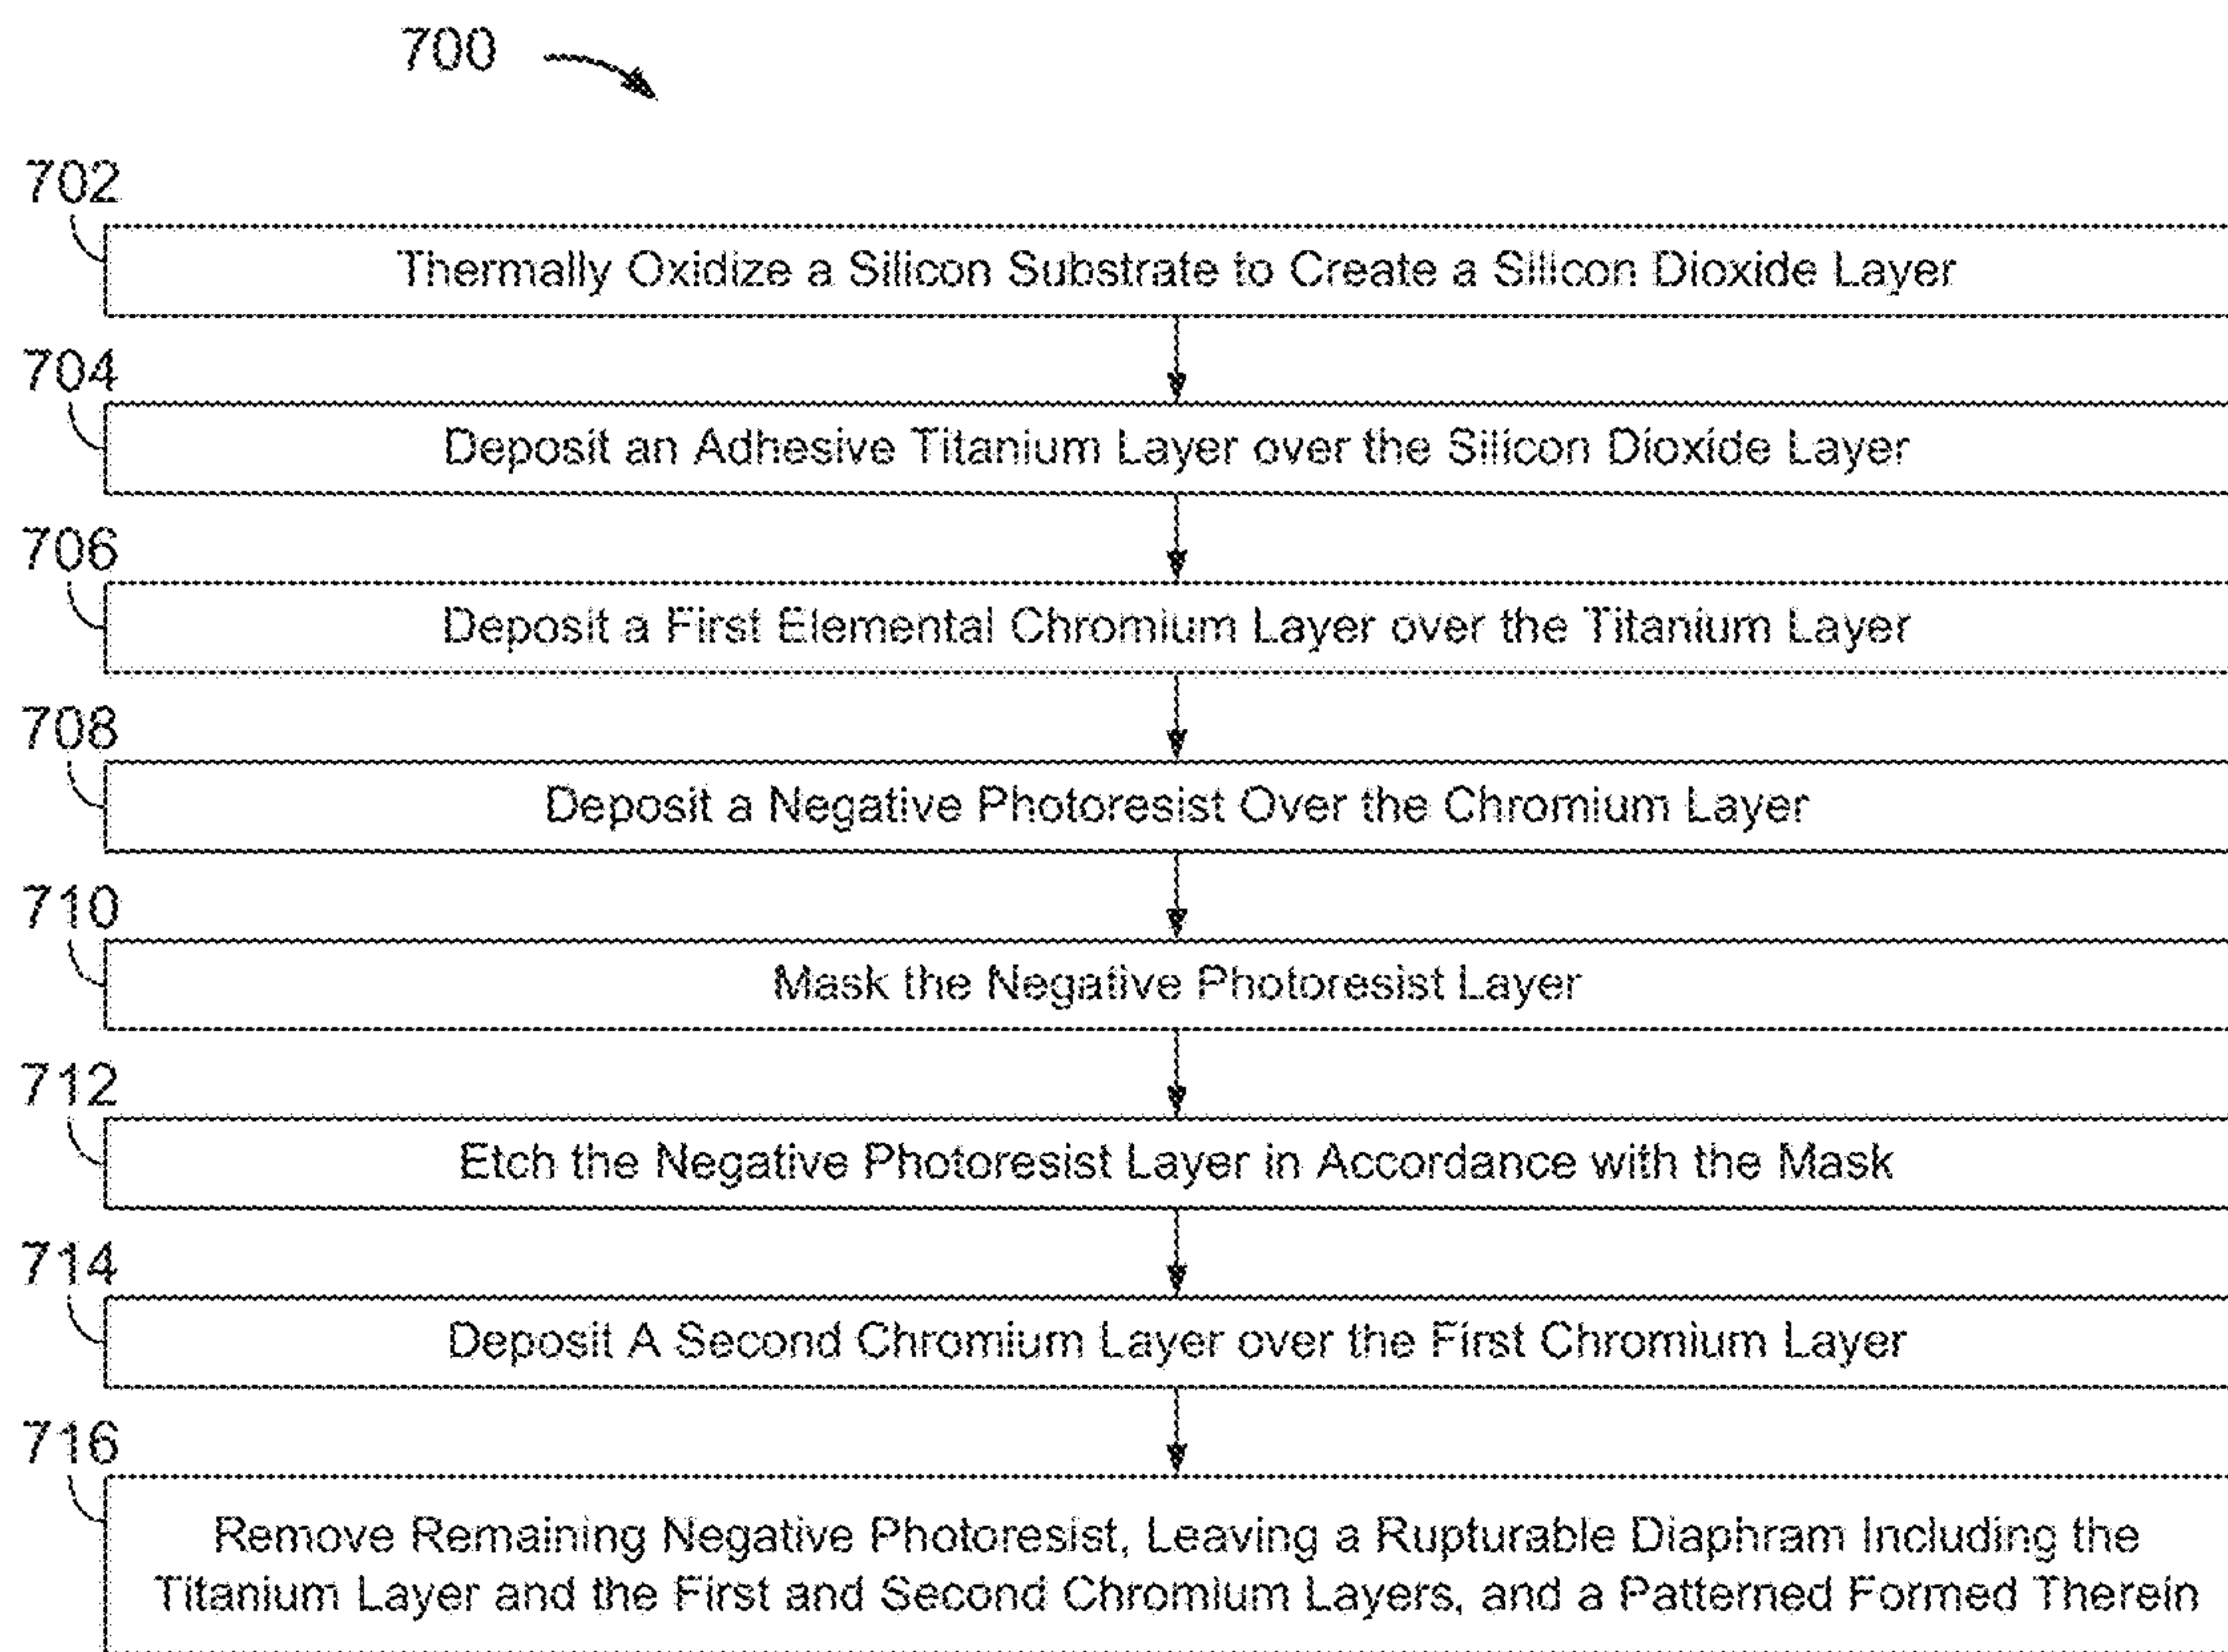 700
702
Thermally Oxidize a Silicon Substrate to Create a Silicon Dioxide Layer
704
Deposit an Adhesive Titanium Layer over the Silicon Dioxide Layer
706
Deposit a First Elemental Chromium Layer over the Titanium Layer
708
Deposit a Negative Photoresist Over the Chromium Layer
710
Mask the Negative Photoresist Layer
712
Etch the Negative Photoresist Layer in Accordance with the Mask
714
Deposit A Second Chromium Layer over the First Chromium Layer
716
Remove Remaining Negative Photoresist, Leaving a Rupturable Diaphram Including the
Titanium Layer and the First and Second Chromium Layers, and a Patterned Formed Therein